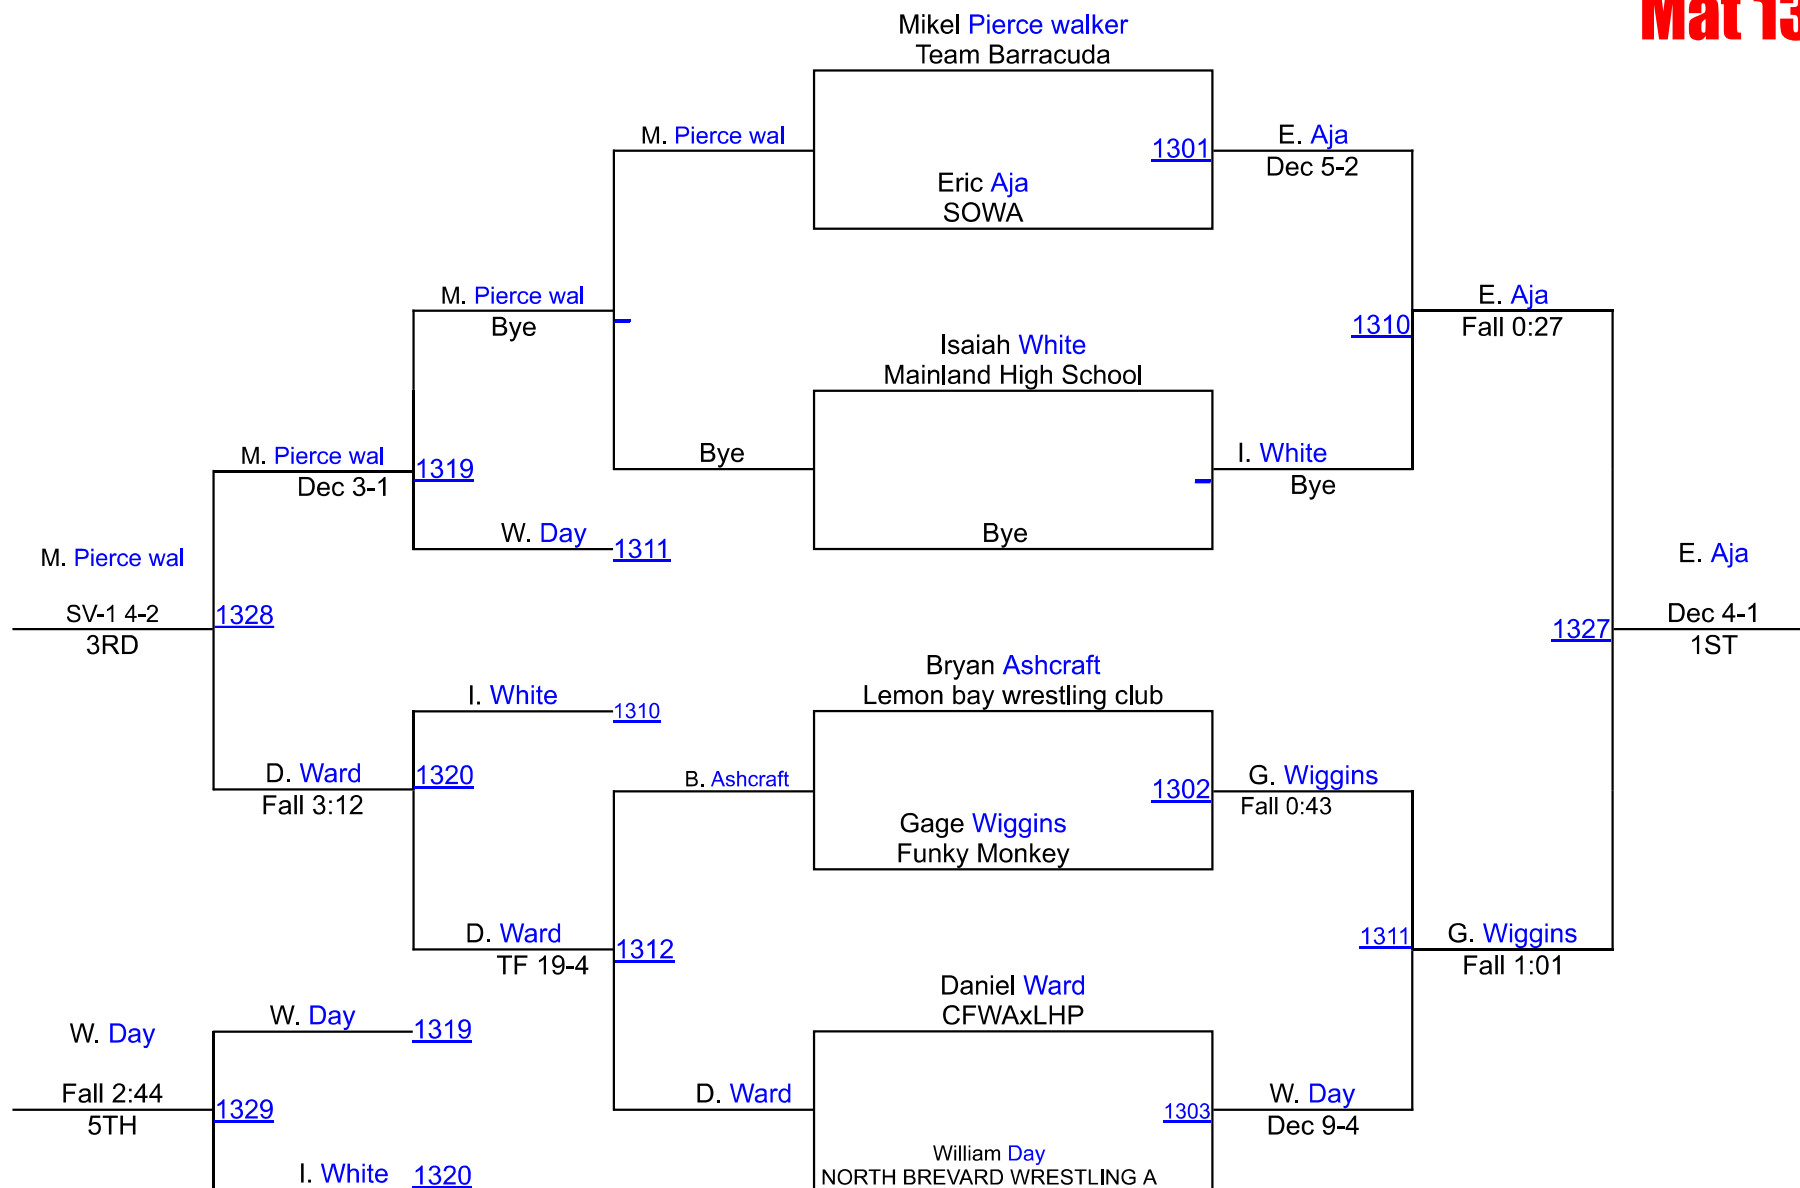 Mat 13
Mikel Pierce walker
Team Barracuda
M. Pierce wal
1301
E. Aja
Dec 5-2
Eric Aja
SOWA
M. Pierce wal
Bye
E. Aja
Fall 0:27
1310
Isaiah White
Mainland High School
M. Pierce wal
Dec 3-1
1319
Bye
I. White
Bye
W. Day
1311
Bye
M. Pierce wal
SV-1 4-2
3RD
1328
E. Aja
Dec 4-1
1ST
1327
Bryan Ashcraft
Lemon bay wrestling club
I. White
1310
D. Ward
Fall 3:12
1320
B. Ashcraft
1302
G. Wiggins
Fall 0:43
Gage Wiggins
Funky Monkey
D. Ward
TF 19-4
1312
1311
G. Wiggins
Fall 1:01
Daniel Ward
CFWAxLHP
W. Day
W. Day
1319
Fall 2:44
5TH
1329
D. Ward
1303
W. Day
Dec 9-4
William Day
NORTH BREVARD WRESTLING A
I. White
1320